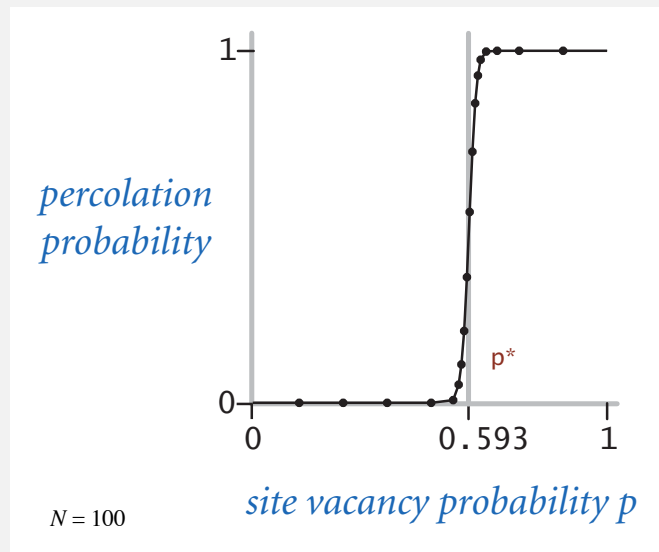 1
percolation
probability
p*
0
0 0.593 1
site vacancy probability p
N = 100